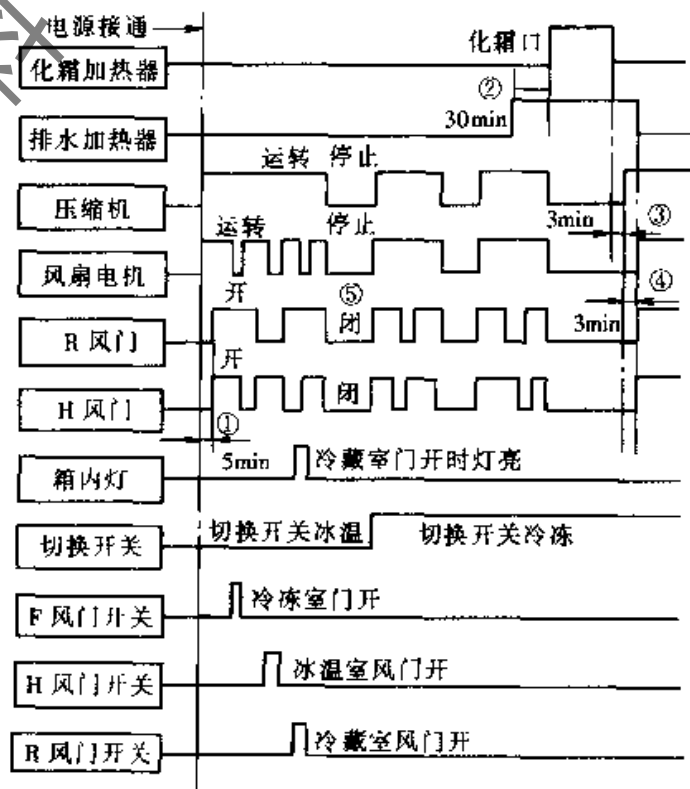 电源接通
化霜口
化霜加热器
②
30min
排水加热器
运转 停止
压缩机
3min ③
运转 停止
风扇电机
④
开 ⑤
闭 3min
R风门
开
H风门
闭
①
5min 冷藏室门开时灯亮
箱内灯
切换开关冰温 切换开关冷冻
切换开关
冷冻室门开
F风门开关
冰温室风门开
H风门开关
冷藏室风门开
R风门开关